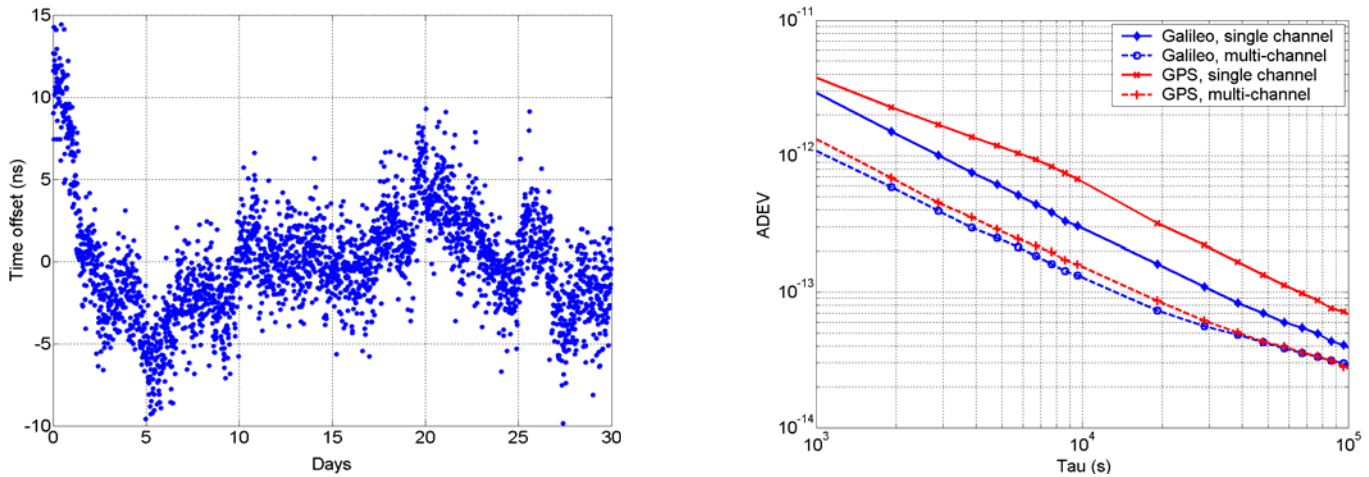 15
10
5
0
-5
-10
Time offset (ns)
0 5 10 15 20 25 30
Days
10^-11
10^-12
10^-13
10^-14
ADEV
Galileo, single channel
Galileo, multi-channel
GPS, single channel
GPS, multi-channel
10^3 10^4 10^5
Tau (s)